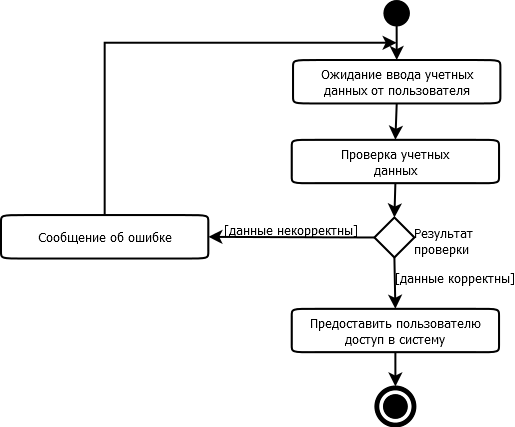 Ожидание ввода учетных
данных от пользователя
Проверка учетных
данных
[данные некорректны]
Результат
проверки
Сообщение об ошибке
[данные корректны]
Предоставить пользователю
доступ в систему